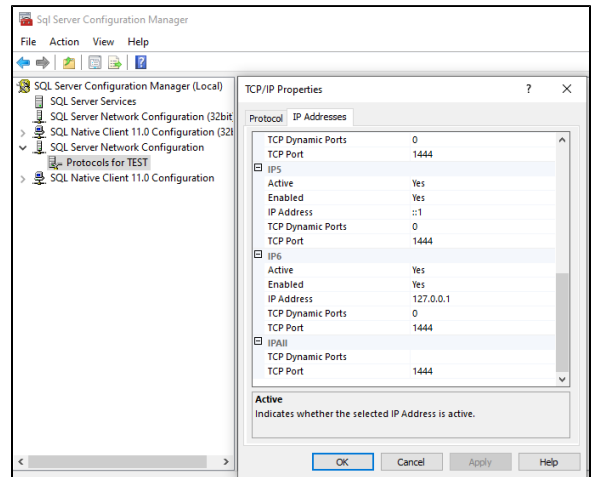 Sql Server Configuration Manager
File Action View Help
SQL Server Configuration Manager (Local)
SQL Server Services
SQL Server Network Configuration (32bit
SQL Native Client 11.0 Configuration (32b
SQL Server Network Configuration
Protocols for TEST
SQL Native Client 11.0 Configuration
TCP/IP Properties ? ×
Protocol IP Addresses
TCP Dynamic Ports 0
TCP Port 1444
IP5
Active Yes
Enabled Yes
IP Address ::1
TCP Dynamic Ports 0
TCP Port 1444
IP6
Active Yes
Enabled Yes
IP Address 127.0.0.1
TCP Dynamic Ports 0
TCP Port 1444
IPAll
TCP Dynamic Ports
TCP Port 1444
Active
Indicates whether the selected IP Address is active.
OK Cancel Apply Help